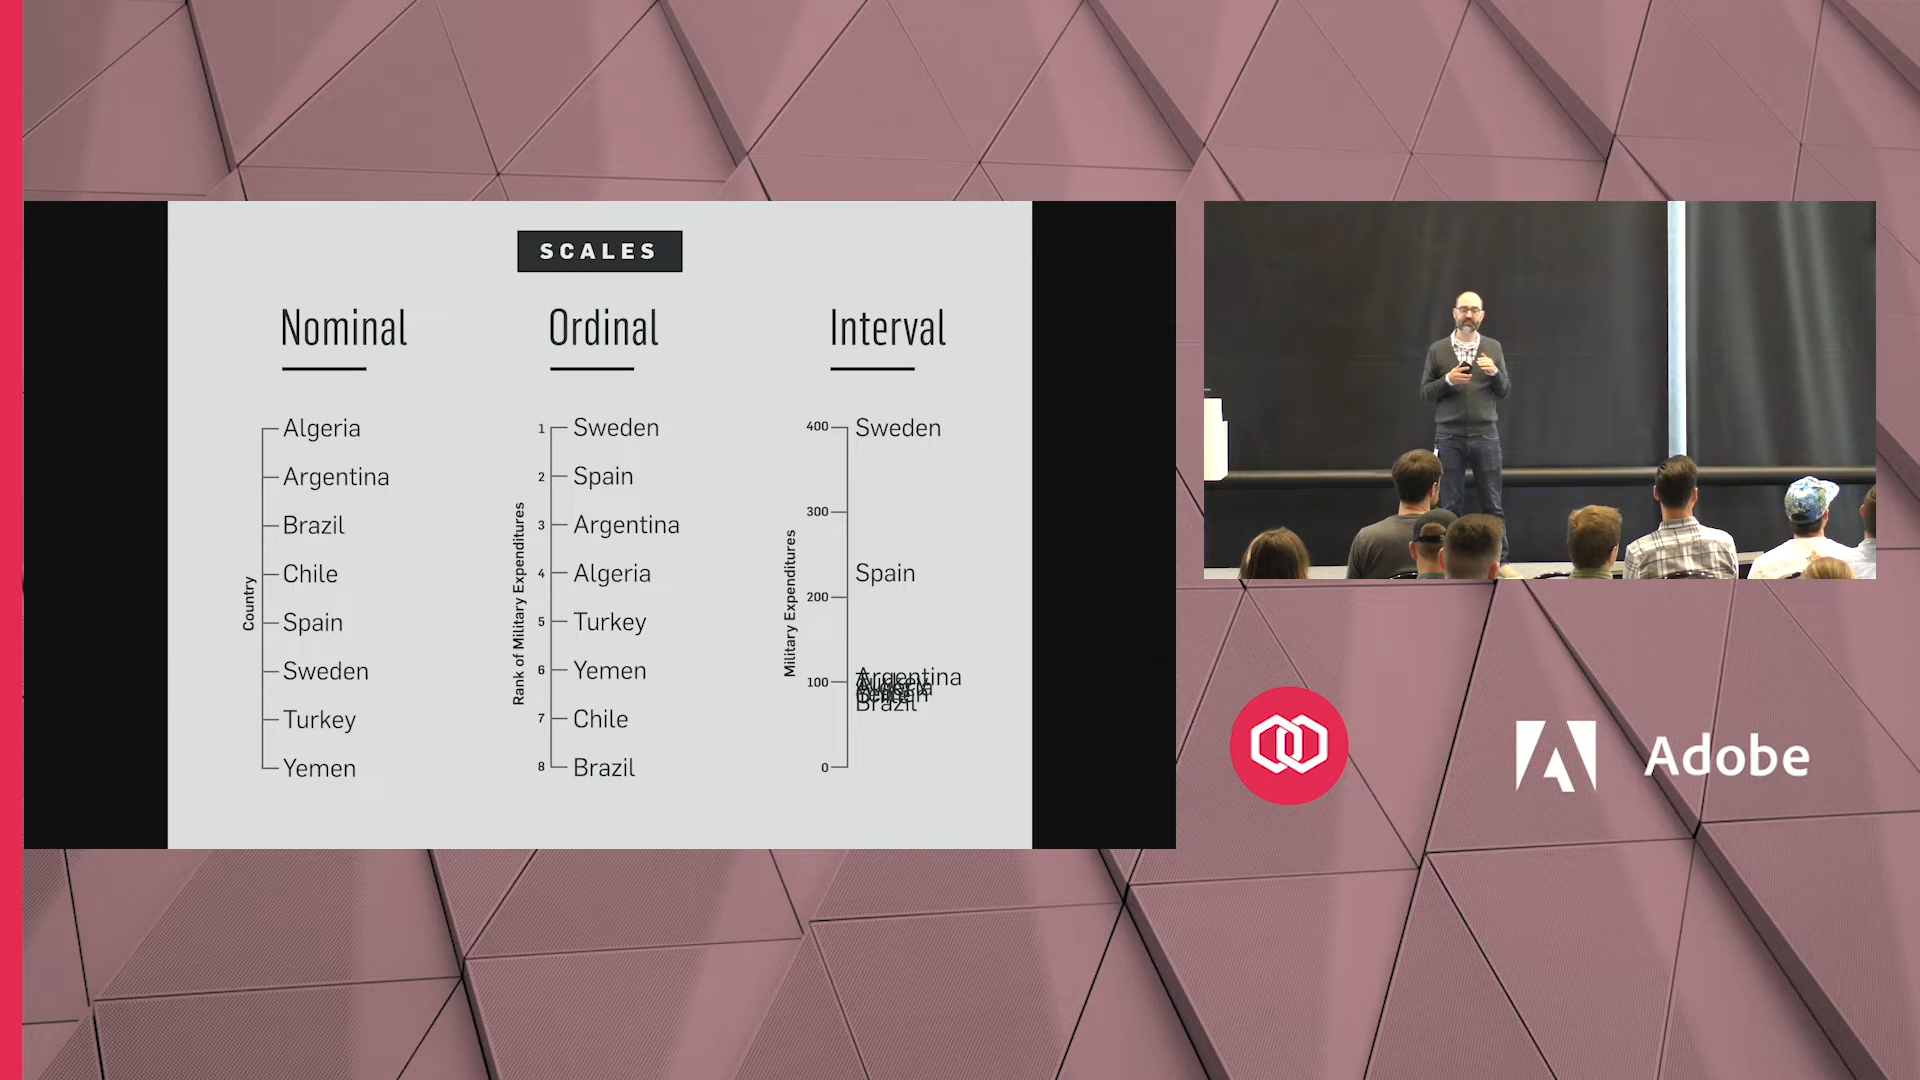 SCALES
Nominal
Country
Algeria
Argentina
Brazil
Chile
Spain
Sweden
Turkey
Yemen
Ordinal
Rank of Military Expenditures
1 Sweden
2 Spain
3 Argentina
4 Algeria
5 Turkey
6 Yemen
7 Chile
8 Brazil
Interval
Military Expenditures
400 Sweden
300
Spain
200
Argentina
100
Brazil
0
Adobe